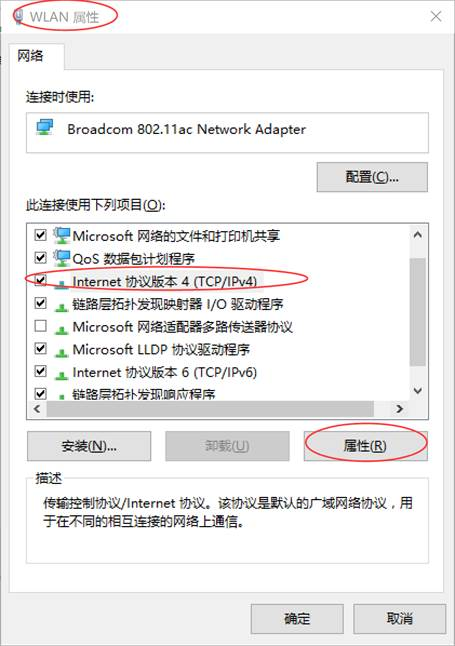 WLAN 属性
网络
连接时使用:
Broadcom 802.11ac Network Adapter
配置(C)...
此连接使用下列项目(O):
Microsoft 网络的文件和打印机共享
QoS 数据包计划程序
Internet 协议版本 4 (TCP/IPv4)
链路层拓扑发现映射器 I/O 驱动程序
Microsoft 网络适配器多路传送器协议
Microsoft LLDP 协议驱动程序
Internet 协议版本 6 (TCP/IPv6)
链路层拓扑发现响应程序
安装(N)... 卸载(U) 属性(R)
描述
传输控制协议/Internet 协议。该协议是默认的广域网络协议，用
于在不同的相互连接的网络上通信。
确定 取消